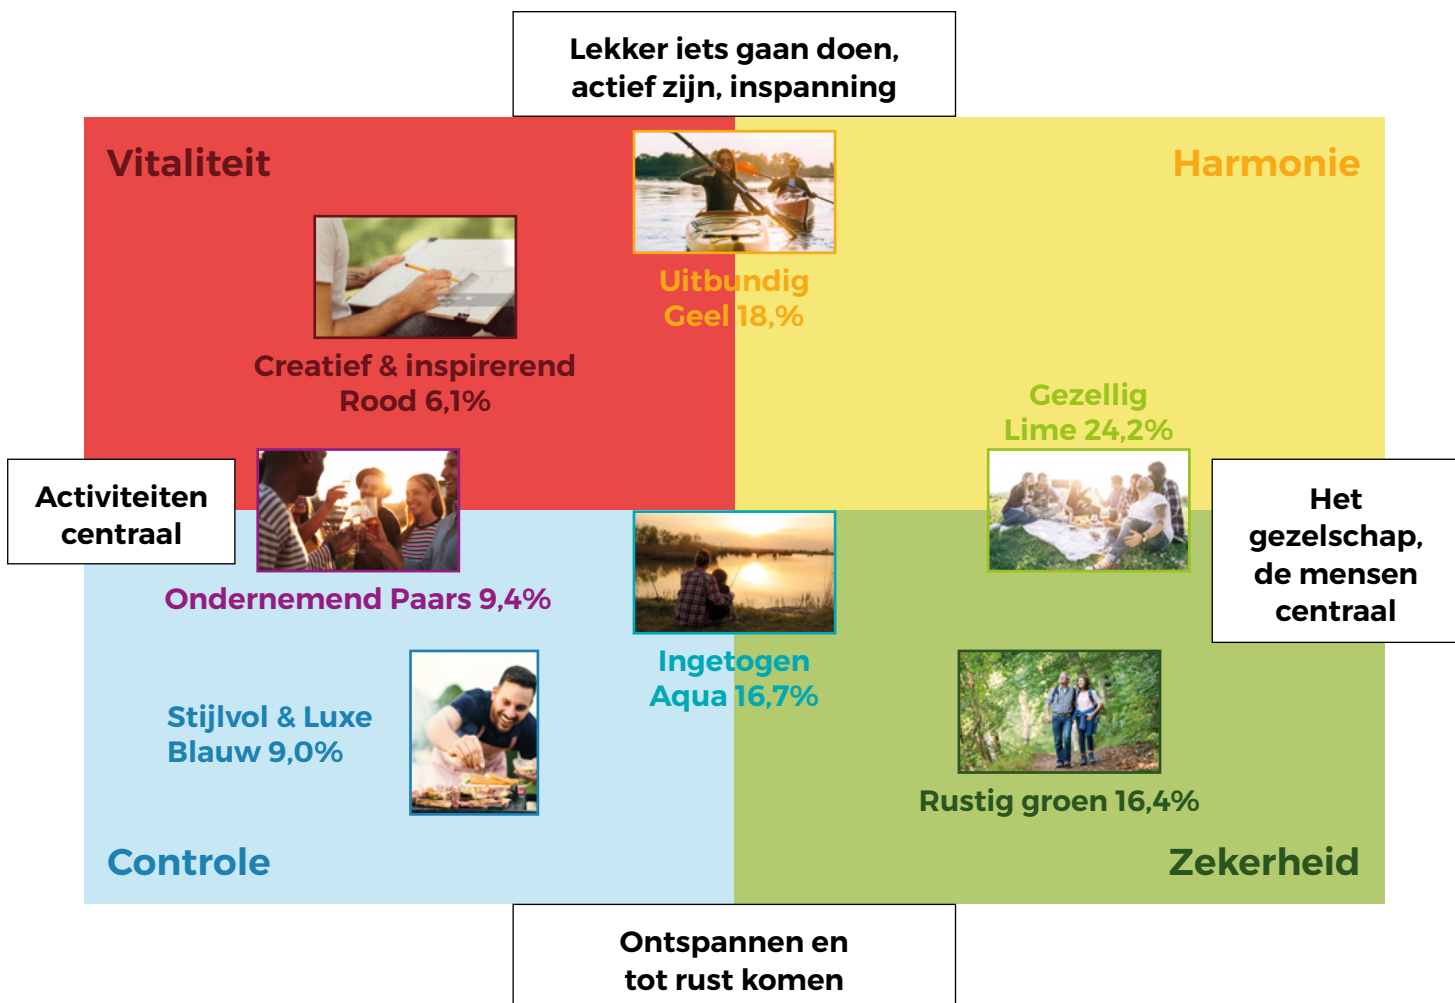 Lekker iets gaan doen,
actief zijn, inspanning
Vitaliteit
Harmonie
Uitbundig
Geel 18,%
Creatief & inspirerend
Rood 6,1%
Gezellig
Lime 24,2%
Activiteiten
centraal
Het
gezelschap,
de mensen
centraal
Ondernemend Paars 9,4%
Ingetogen
Aqua 16,7%
Stijlvol & Luxe
Blauw 9,0%
Rustig groen 16,4%
Controle
Zekerheid
Ontspannen en
tot rust komen